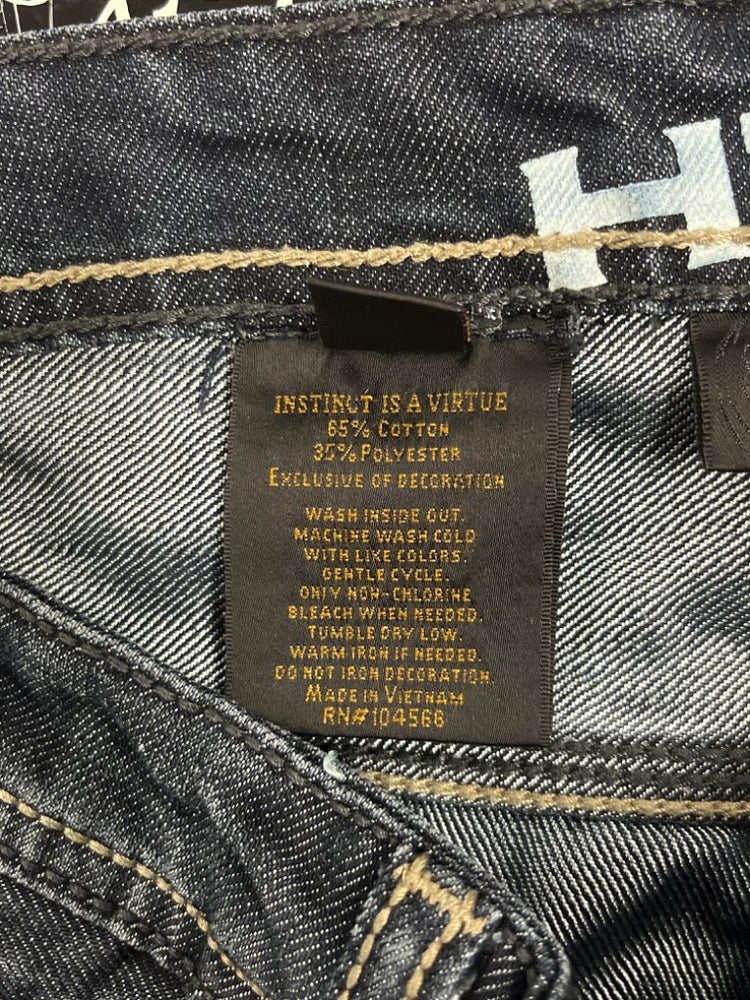 INSTINCT IS A VIRTUE
65% COTTON
35% POLYESTER
EXCLUSIVE OF DECORATION
WASH INSIDE OUT.
MACHINE WASH COLD
WITH LIKE COLORS.
GENTLE CYCLE.
ONLY NON-CHLORINE
BLEACH WHEN NEEDED.
TUMBLE DRY LOW.
WARM IRON IF NEEDED.
DO NOT IRON DECORATION.
MADE IN VIETNAM
RN# 104566